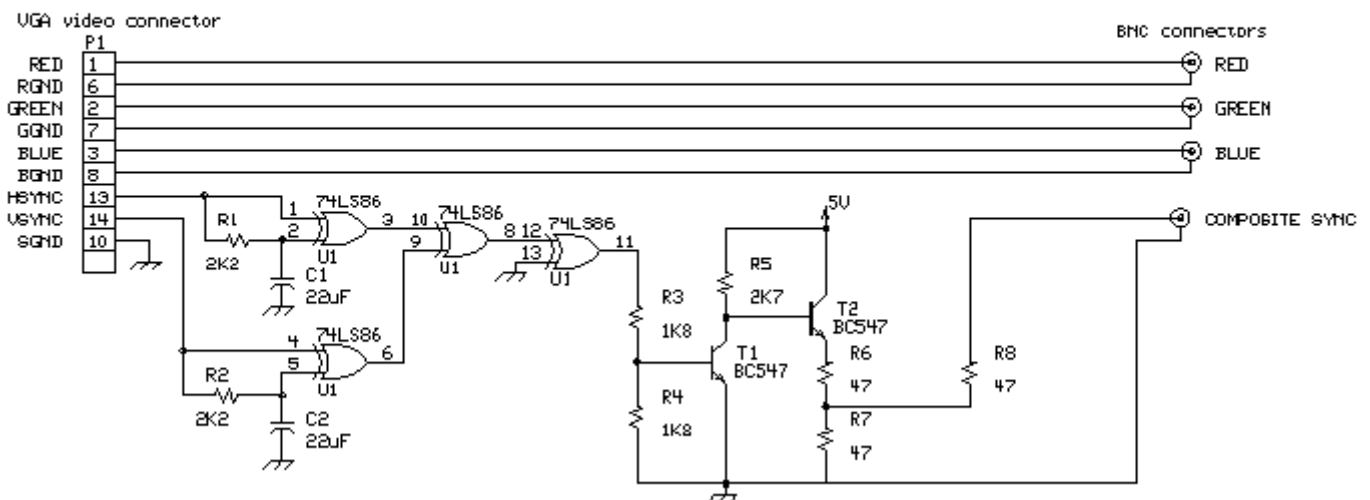 VGA video connector
BNC connectors
P1
RED 1 RED
RGND 6
GREEN 2 GREEN
GGND 7
BLUE 3 BLUE
BGND 8
HSYNC 13
VSYNC 14
SGND 10
74LS86
1
2
3
U1
R1
2K2
C1
22uF
74LS86
10
9
8
U1
74LS86
12
13
11
U1
5V
COMPOSITE SYNC
74LS86
4
5
6
U1
R2
2K2
C2
22uF
R3
1K8
R4
1K8
R5
2K7
T1
BC547
T2
BC547
R6
47
R7
47
R8
47